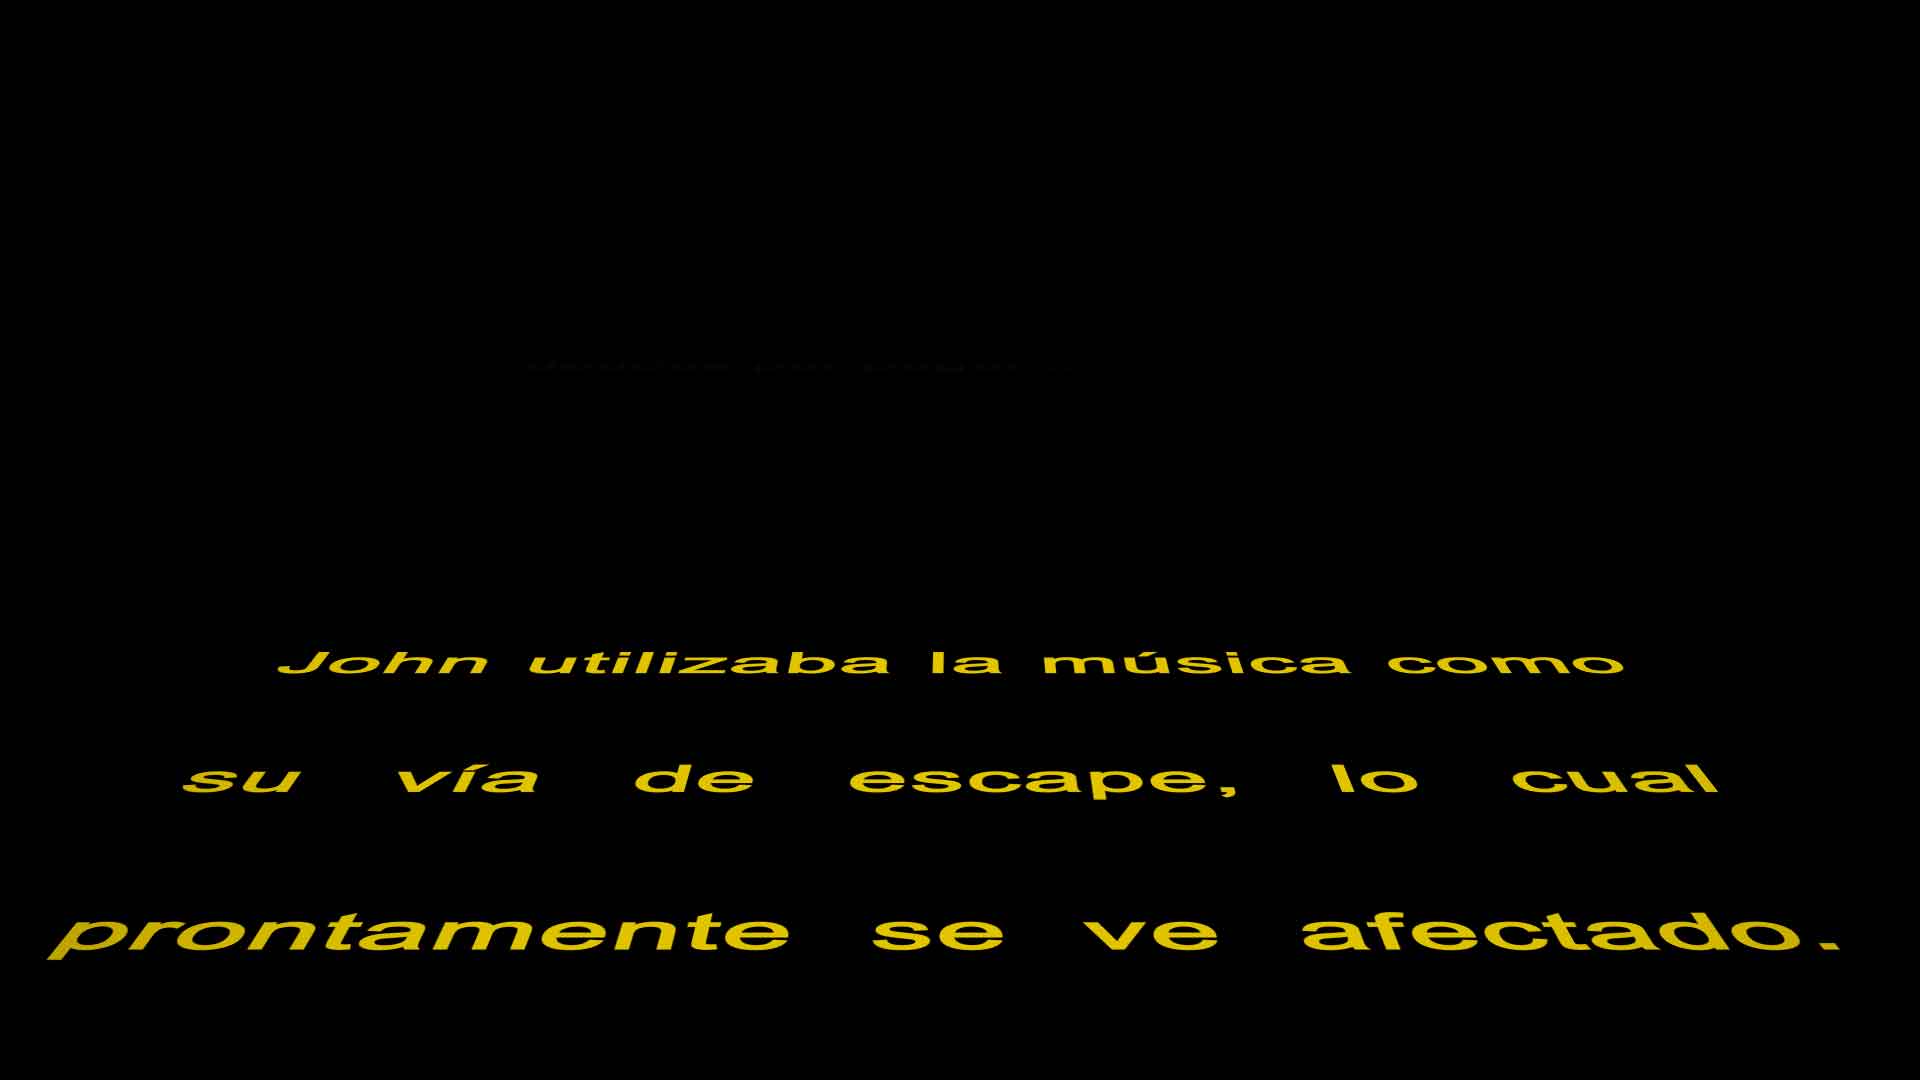 John utilizaba la música como
su vía de escape, lo cual
prontamente se ve afectado.